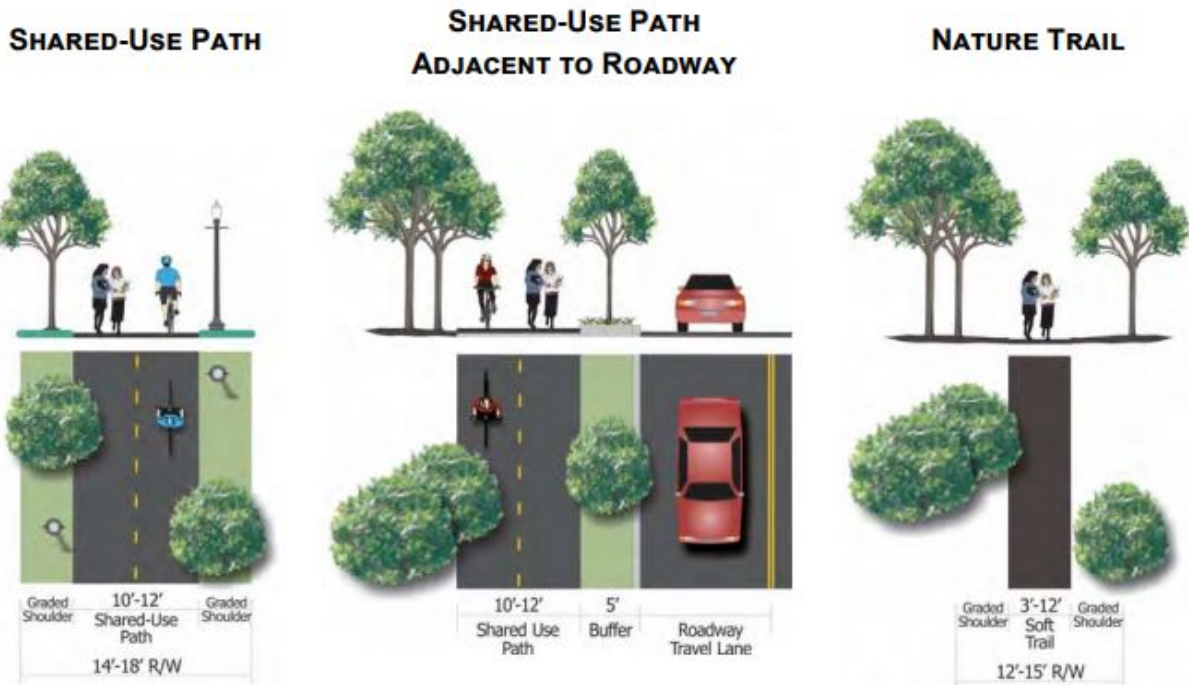 SHARED-USE PATH
Graded
Shoulder
10'-12'
Shared-Use
Path
Graded
Shoulder
14'-18' R/W
SHARED-USE PATH
ADJACENT TO ROADWAY
10'-12'
Shared Use
Path
5'
Buffer
Roadway
Travel Lane
NATURE TRAIL
Graded
Shoulder
3'-12'
Soft
Trail
Graded
Shoulder
12'-15' R/W